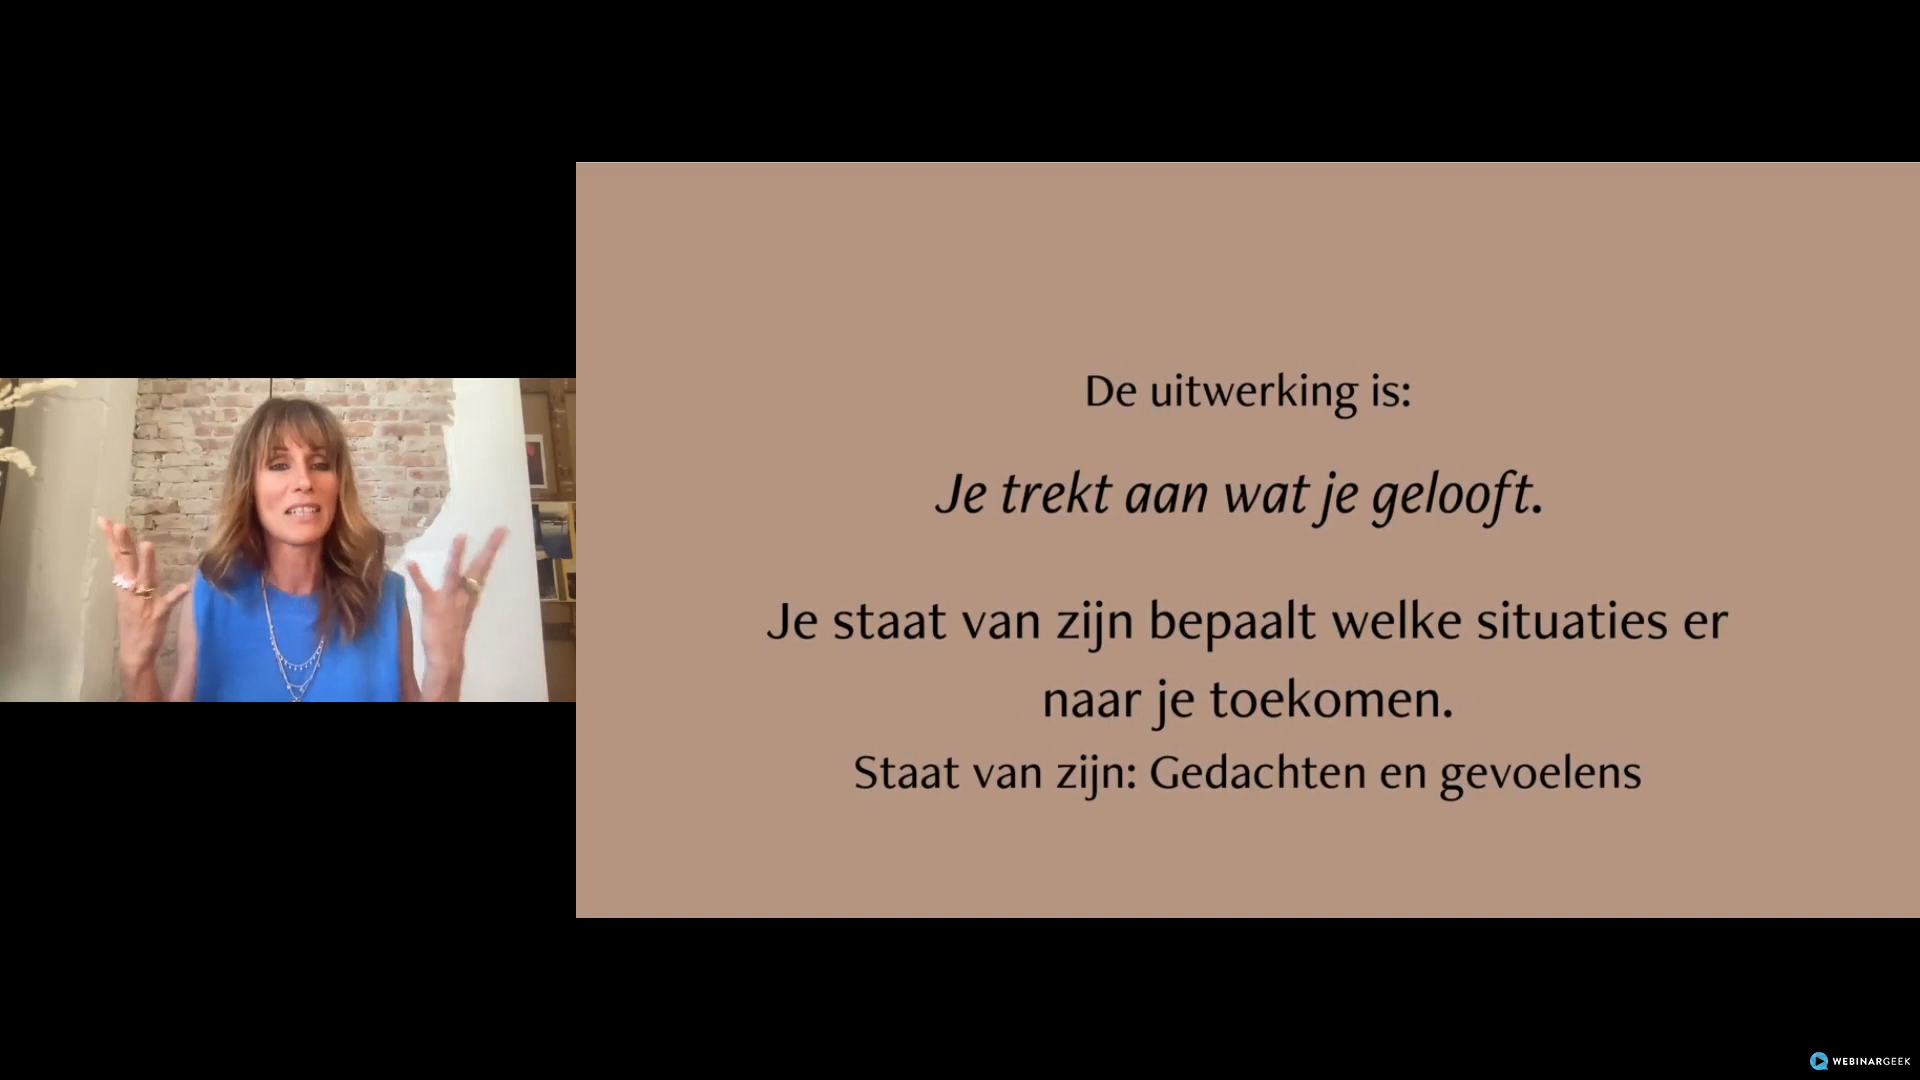 De uitwerking is:
Je trekt aan wat je gelooft.
Je staat van zijn bepaalt welke situaties er
naar je toekomen.
Staat van zijn: Gedachten en gevoelens
WEBINARGEEK